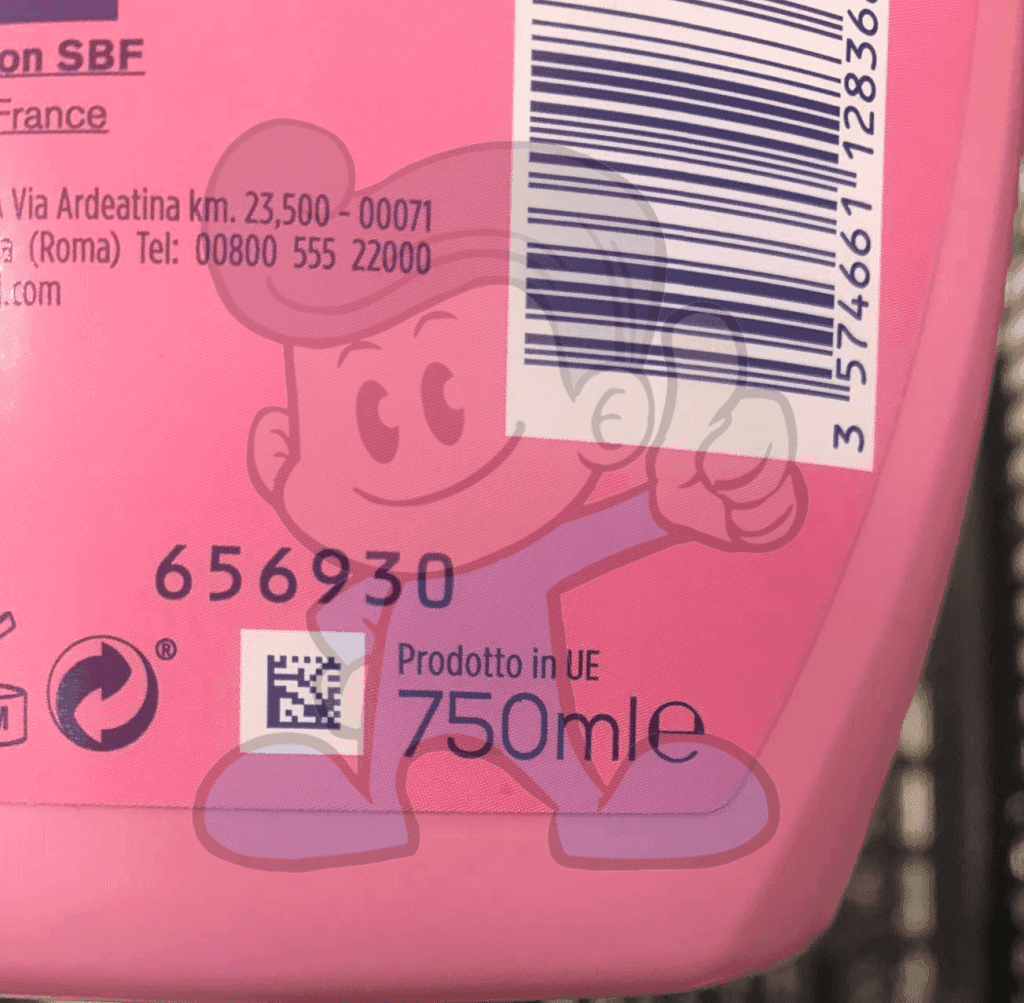 on SBF
France
Via Ardeatina km. 23,500 - 00071
a (Roma) Tel: 00800 555 22000
.com
3 574661 12836
656930
®
Prodotto in UE
750ml e